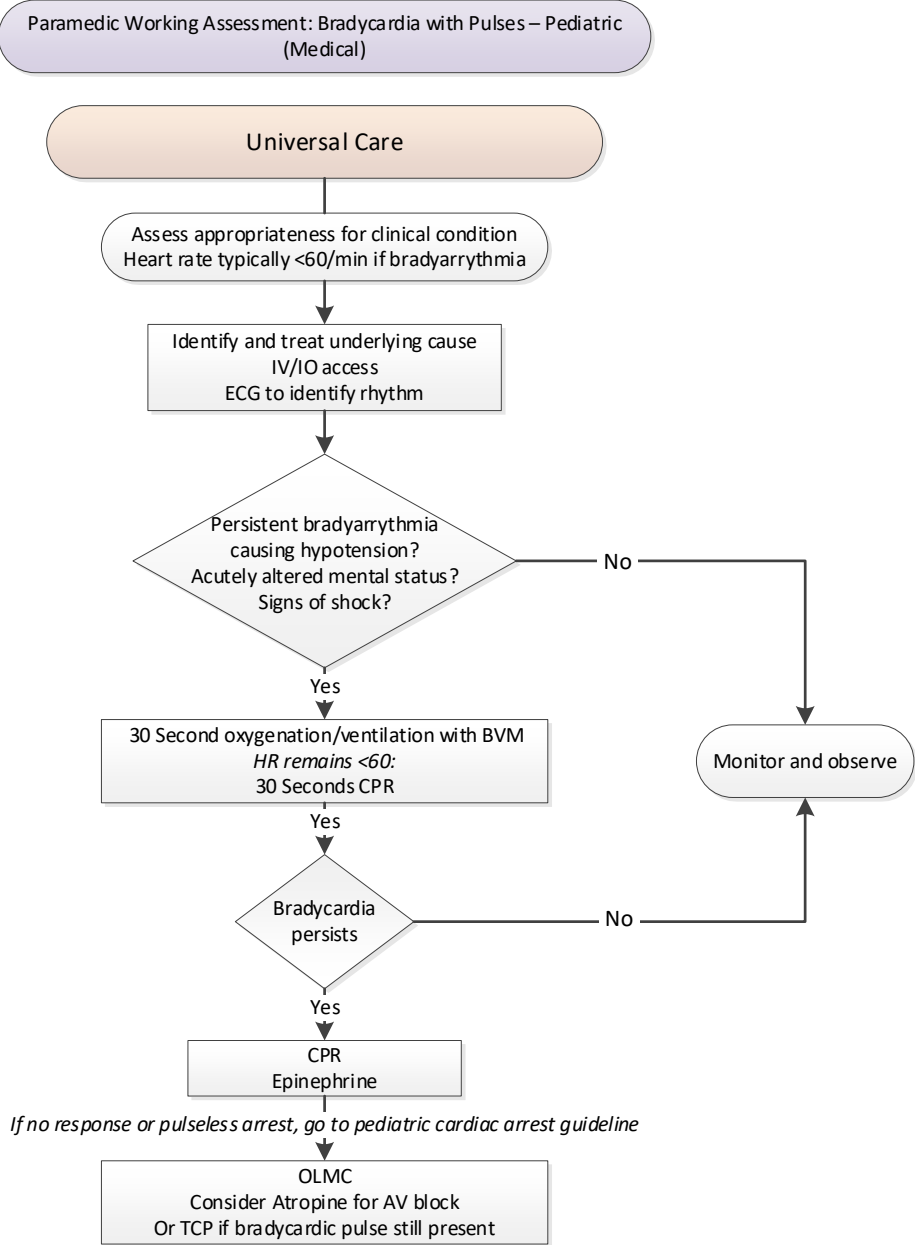 Paramedic Working Assessment: Bradycardia with Pulses – Pediatric
(Medical)
Universal Care
Assess appropriateness for clinical condition
Heart rate typically <60/min if bradyarrythmia
Identify and treat underlying cause
IV/IO access
ECG to identify rhythm
Persistent bradyarrythmia
causing hypotension?
Acutely altered mental status?
Signs of shock?
No
Yes
30 Second oxygenation/ventilation with BVM
HR remains <60:
30 Seconds CPR
Monitor and observe
Yes
Bradycardia
persists
No
Yes
CPR
Epinephrine
If no response or pulseless arrest, go to pediatric cardiac arrest guideline
OLMC
Consider Atropine for AV block
Or TCP if bradycardic pulse still present